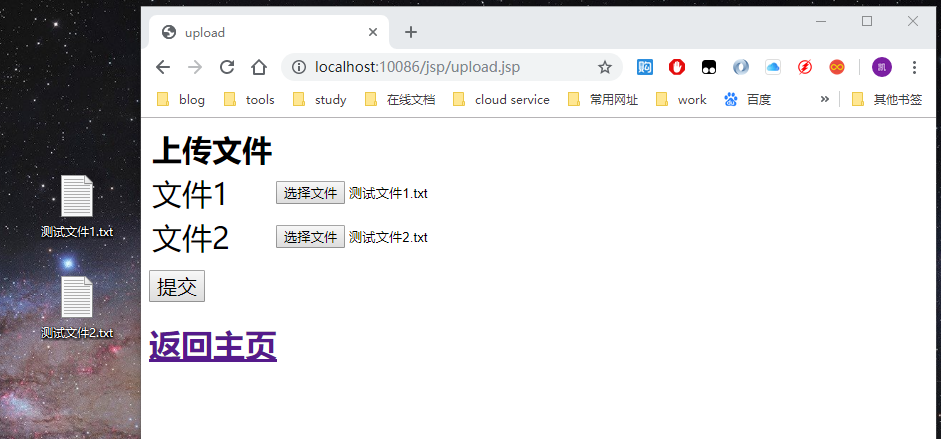 upload
localhost:10086/jsp/upload.jsp
购
凯
blog
tools
study
在线文档
cloud service
常用网址
work
百度
»
其他书签
上传文件
文件1 选择文件 测试文件1.txt
文件2 选择文件 测试文件2.txt
提交
返回主页
测试文件1.txt
测试文件2.txt